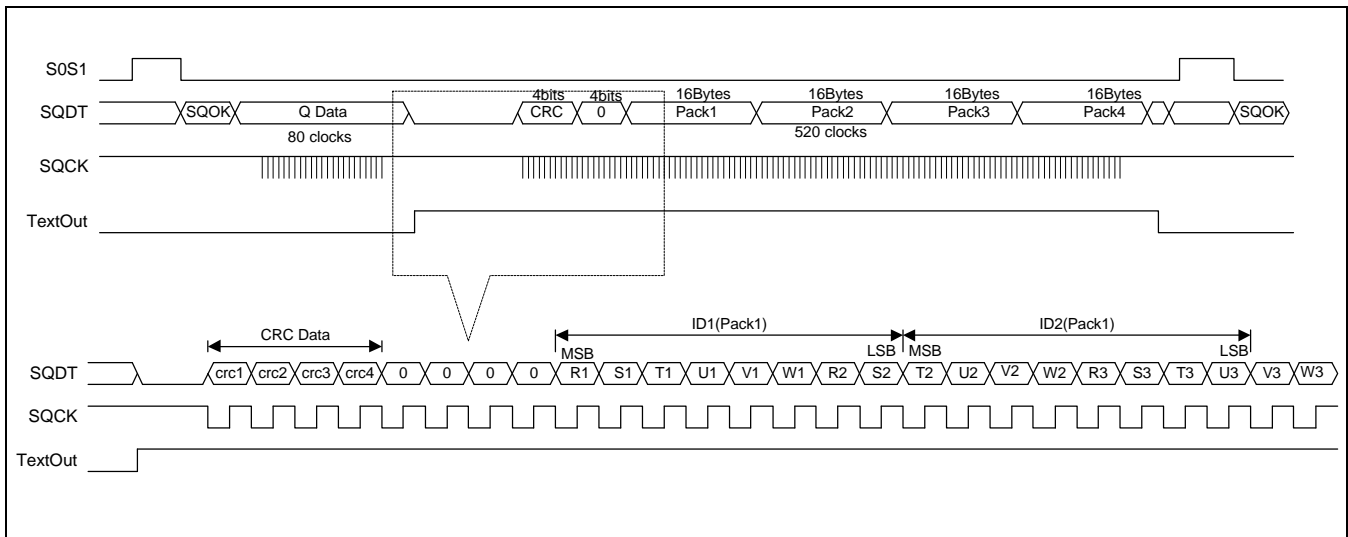 S0S1
4bits 4bits 16Bytes 16Bytes 16Bytes 16Bytes
SQDT SQOK Q Data CRC 0 Pack1 Pack2 Pack3 Pack4 SQOK
80 clocks 520 clocks
SQCK
TextOut
CRC Data ID1(Pack1) ID2(Pack1)
MSB LSB MSB LSB
SQDT crc1 crc2 crc3 crc4 0 0 0 0 R1 S1 T1 U1 V1 W1 R2 S2 T2 U2 V2 W2 R3 S3 T3 U3 V3 W3
SQCK
TextOut